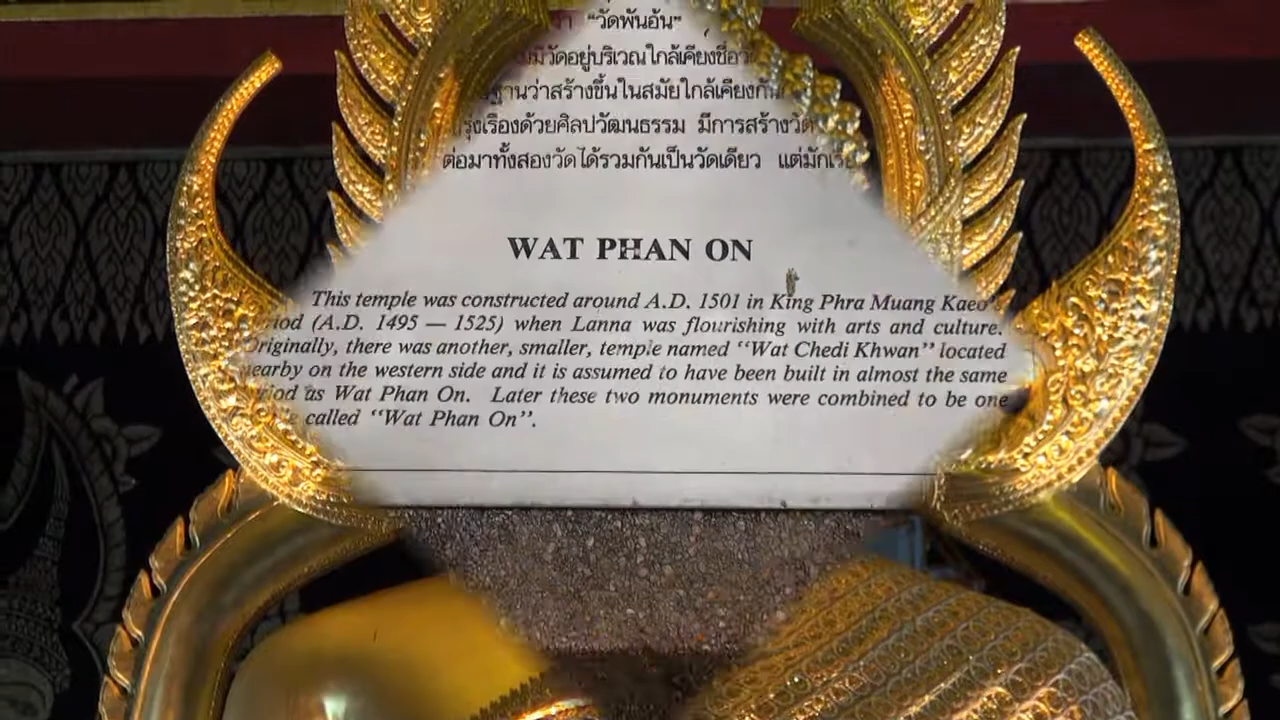 "วัดพันอ้น"
มีวัดอยู่บริเวณใกล้เคียงชื่อ
ฐานว่าสร้างขึ้นในสมัยใกล้เคียงกัน
รุ่งเรืองด้วยศิลปวัฒนธรรม มีการสร้างวัด
ต่อมาทั้งสองวัดได้รวมกันเป็นวัดเดียว แต่มัก
WAT PHAN ON
This temple was constructed around A.D. 1501 in King Phra Muang Kaeo's
(A.D. 1495 — 1525) when Lanna was flourishing with arts and culture.
Originally, there was another, smaller, temple named "Wat Chedi Khwan" located
nearby on the western side and it is assumed to have been built in almost the same
as Wat Phan On. Later these two monuments were combined to be one
called "Wat Phan On".